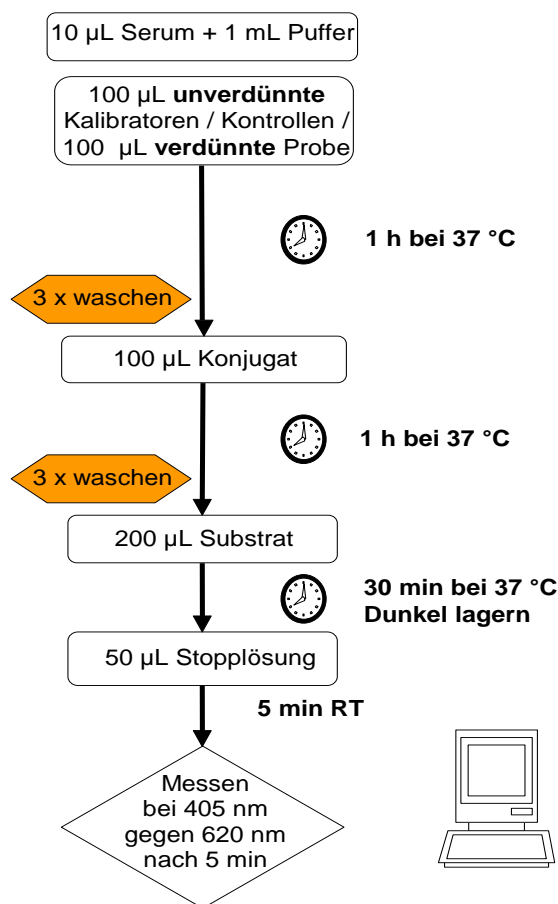 10 µL Serum + 1 mL Puffer
100 µL unverdünnte
Kalibratoren / Kontrollen /
100 µL verdünnte Probe
1 h bei 37 °C
3 x waschen
100 µL Konjugat
1 h bei 37 °C
3 x waschen
200 µL Substrat
30 min bei 37 °C
Dunkel lagern
50 µL Stopplösung
5 min RT
Messen
bei 405 nm
gegen 620 nm
nach 5 min